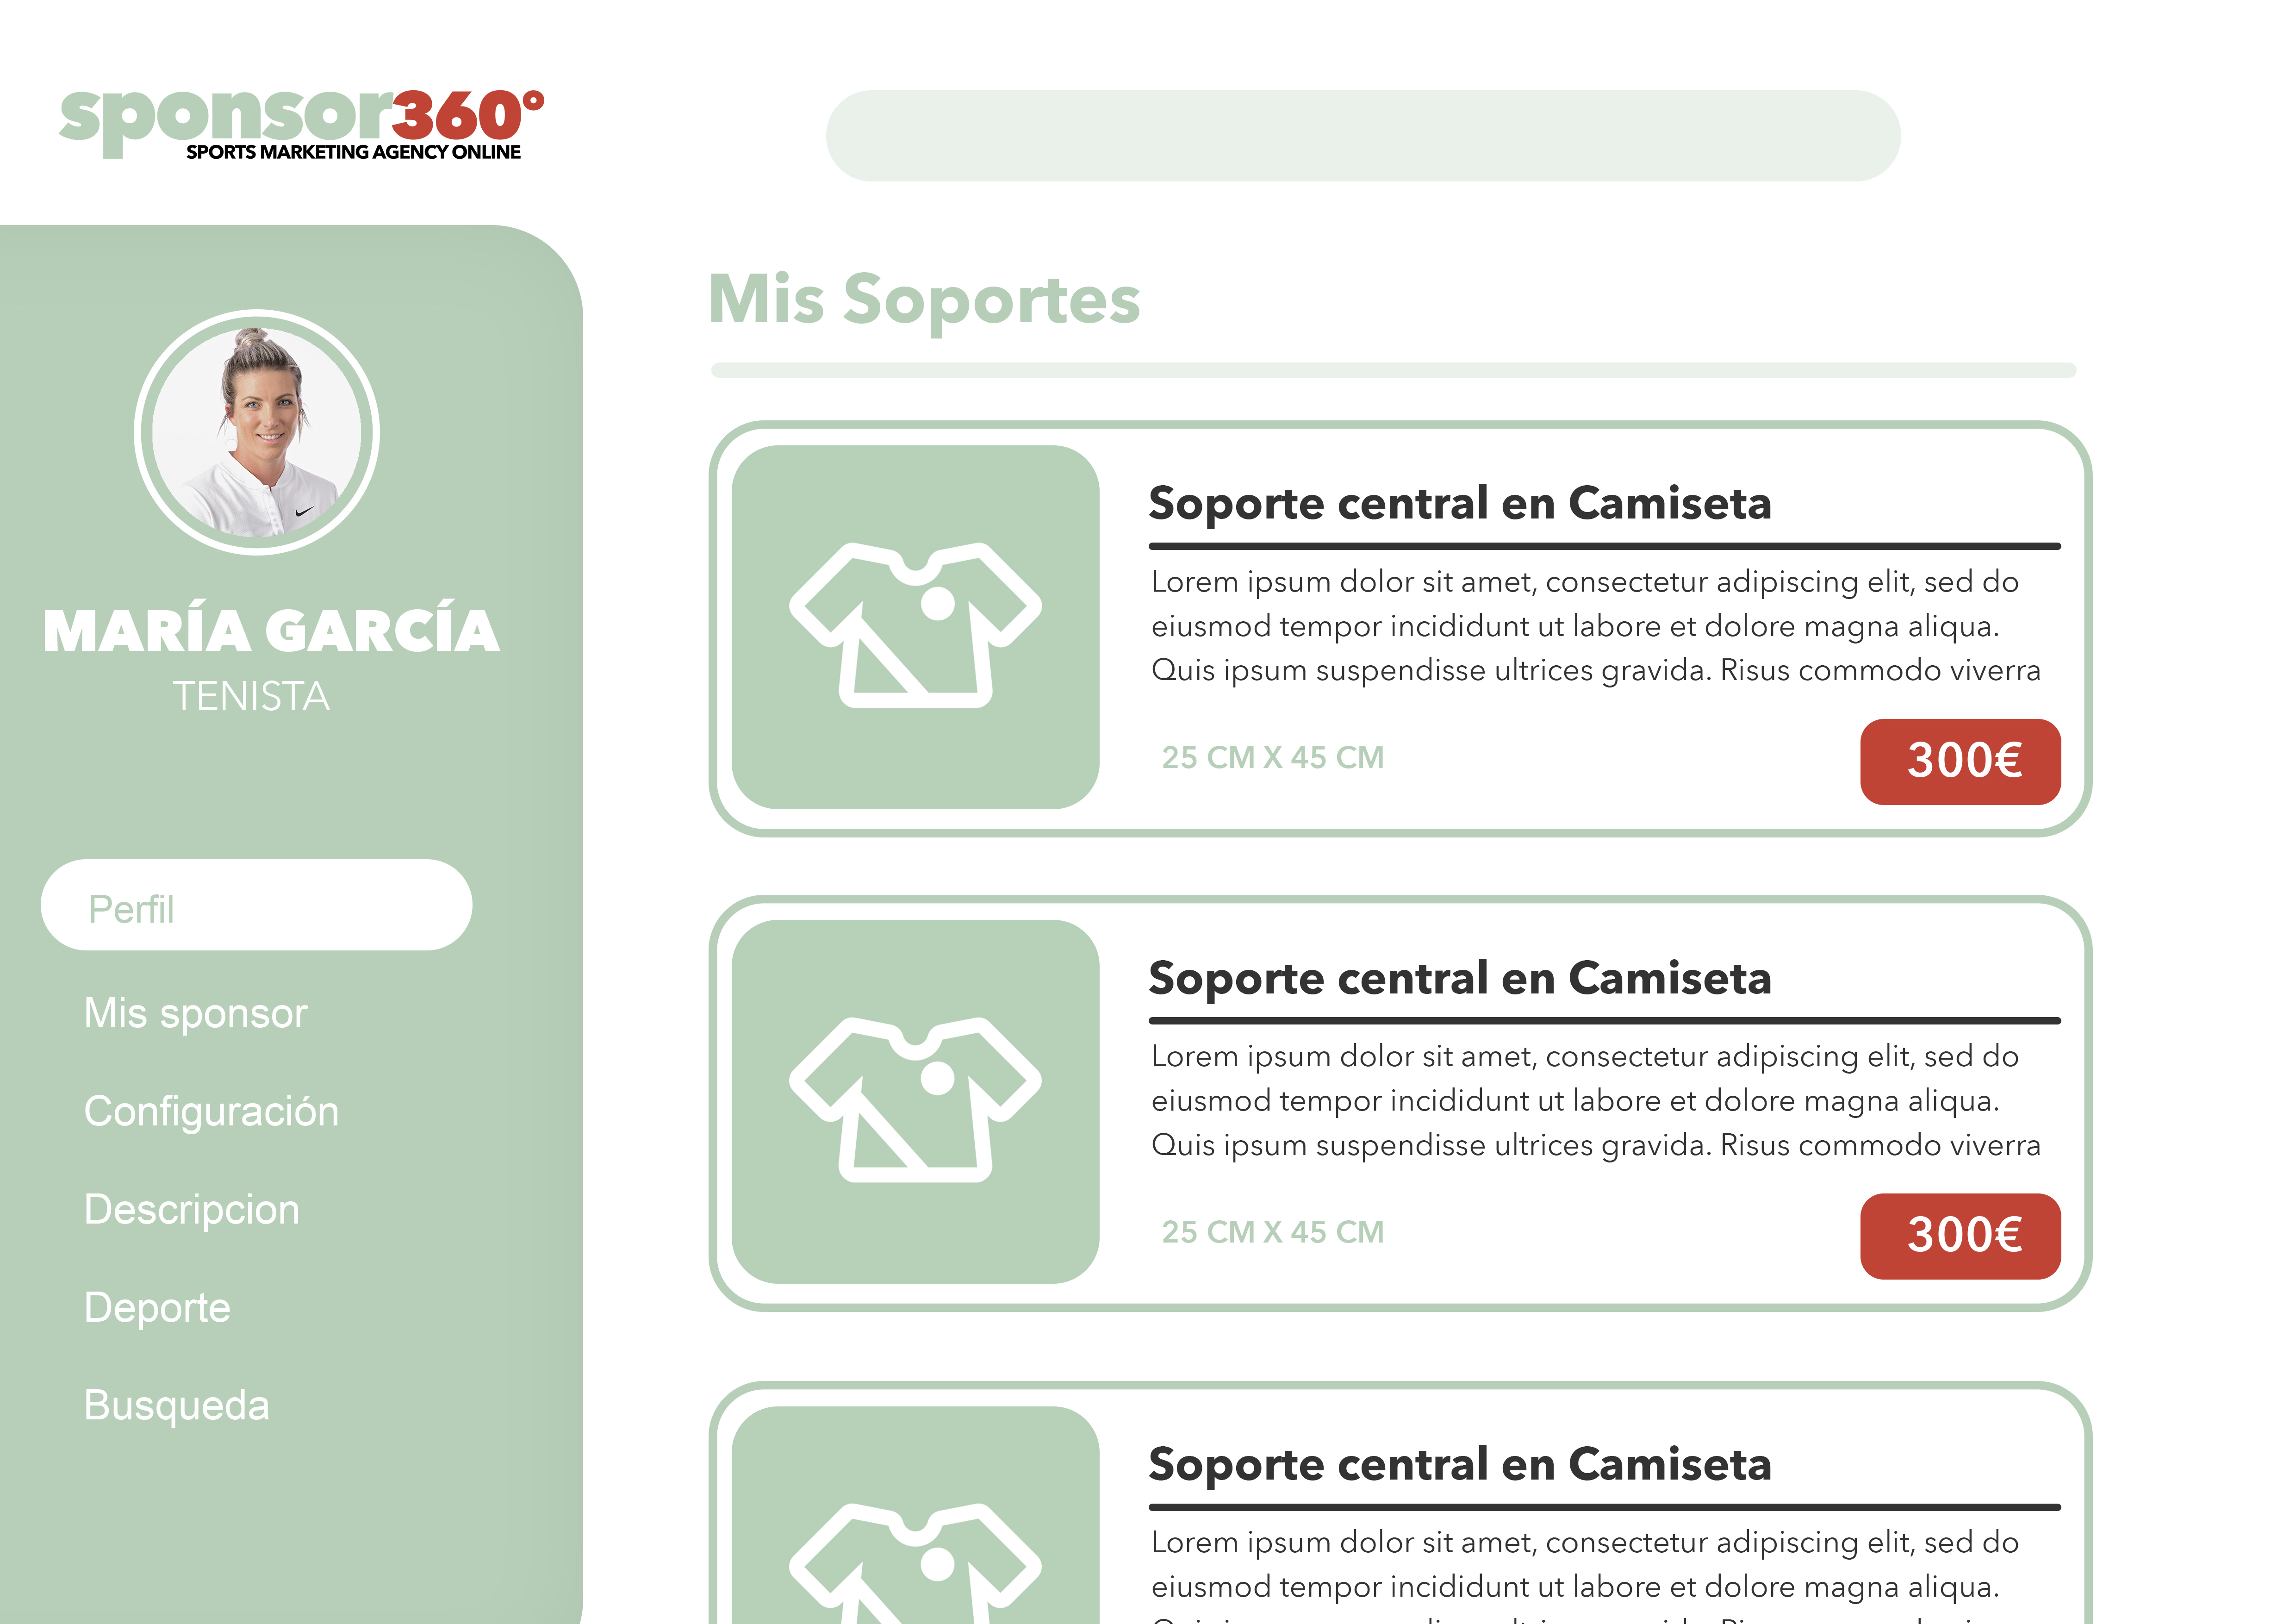 sponsor360°
SPORTS MARKETING AGENCY ONLINE
MARÍA GARCÍA
TENISTA
Perfil
Mis sponsor
Configuración
Descripcion
Deporte
Busqueda
Mis Soportes
Soporte central en Camiseta
Lorem ipsum dolor sit amet, consectetur adipiscing elit, sed do
eiusmod tempor incididunt ut labore et dolore magna aliqua.
Quis ipsum suspendisse ultrices gravida. Risus commodo viverra
25 CM X 45 CM
300€
Soporte central en Camiseta
Lorem ipsum dolor sit amet, consectetur adipiscing elit, sed do
eiusmod tempor incididunt ut labore et dolore magna aliqua.
Quis ipsum suspendisse ultrices gravida. Risus commodo viverra
25 CM X 45 CM
300€
Soporte central en Camiseta
Lorem ipsum dolor sit amet, consectetur adipiscing elit, sed do
eiusmod tempor incididunt ut labore et dolore magna aliqua.